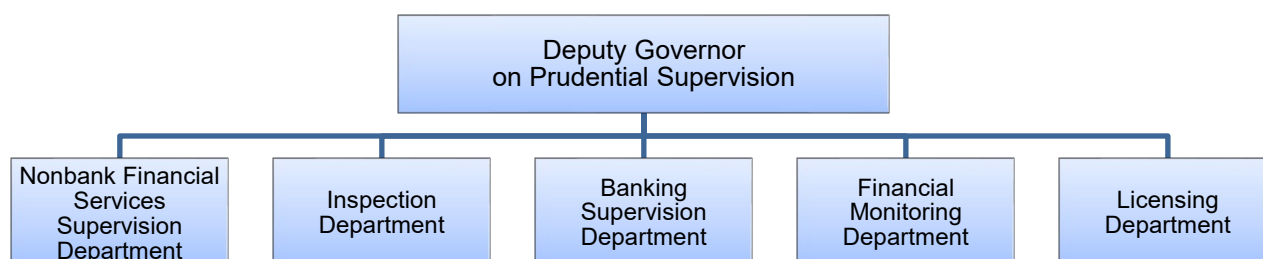 Deputy Governor
on Prudential Supervision
Nonbank Financial
Services
Supervision
Department
Inspection
Department
Banking
Supervision
Department
Financial
Monitoring
Department
Licensing
Department